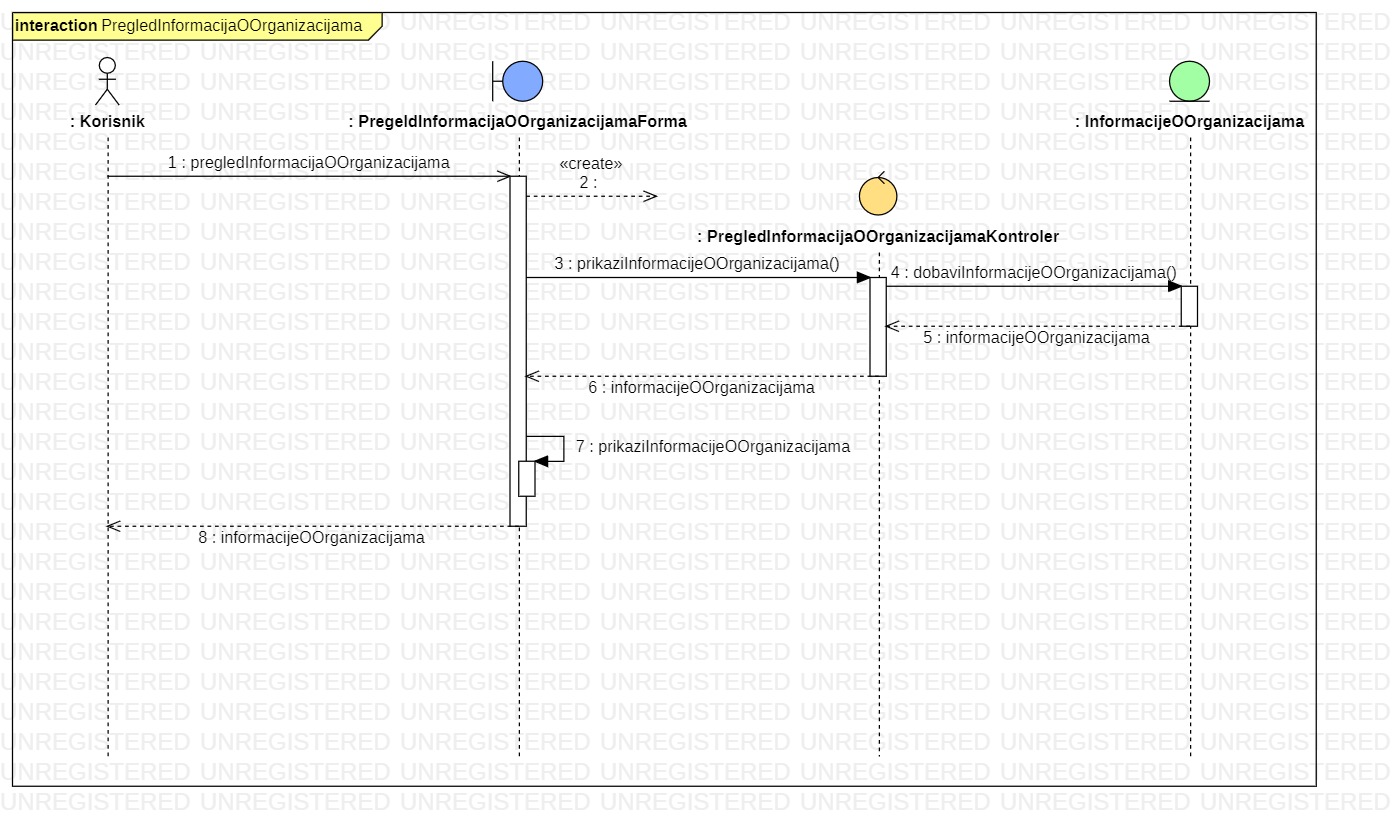 interaction PregledInformacijaOOrganizacijama
: Korisnik
: PregeldInformacijaOOrganizacijamaForma
: InformacijeOOrganizacijama
1 : pregledInformacijaOOrganizacijama
«create»
2 :
: PregledInformacijaOOrganizacijamaKontroler
3 : prikaziInformacijeOOrganizacijama()
4 : dobaviInformacijeOOrganizacijama()
5 : informacijeOOrganizacijama
6 : informacijeOOrganizacijama
7 : prikaziInformacijeOOrganizacijama
8 : informacijeOOrganizacijama
UNREGISTERED UNREGISTERED UNREGISTERED UNREGISTERED UNREGISTERED UNREGISTERED UNREGISTERED